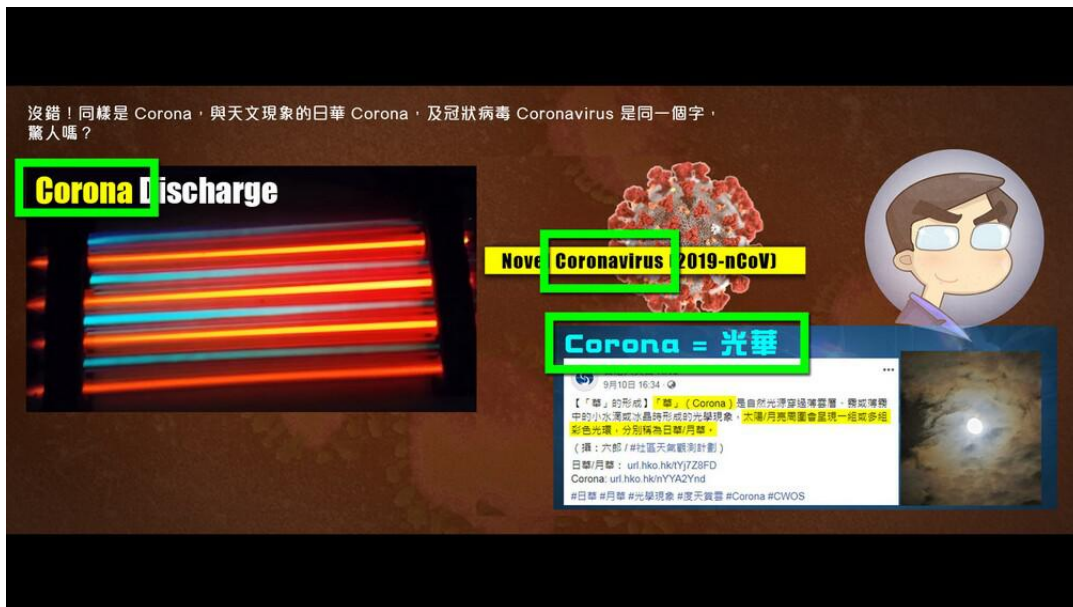 沒錯！同樣是 Corona，與天文現象的日華 Corona，及冠狀病毒 Coronavirus 是同一個字，
驚人嗎？
Corona Discharge
Novel Coronavirus (2019-nCoV)
Corona = 光華
9月10日 16:34
【「華」的形成】「華」（Corona）是自然光源穿過薄雲層、霧或薄霧
中的小水滴或冰晶時形成的光學現象，太陽/月亮周圍會呈現一組或多組
彩色光環，分別稱為日華/月華。
（攝：六郎 / #社區天氣觀測計劃）
日華/月華： url.hko.hk/tYj7Z8FD
Corona: url.hko.hk/nYYA2Ynd
#日華 #月華 #光學現象 #度天賞雲 #Corona #CWOS